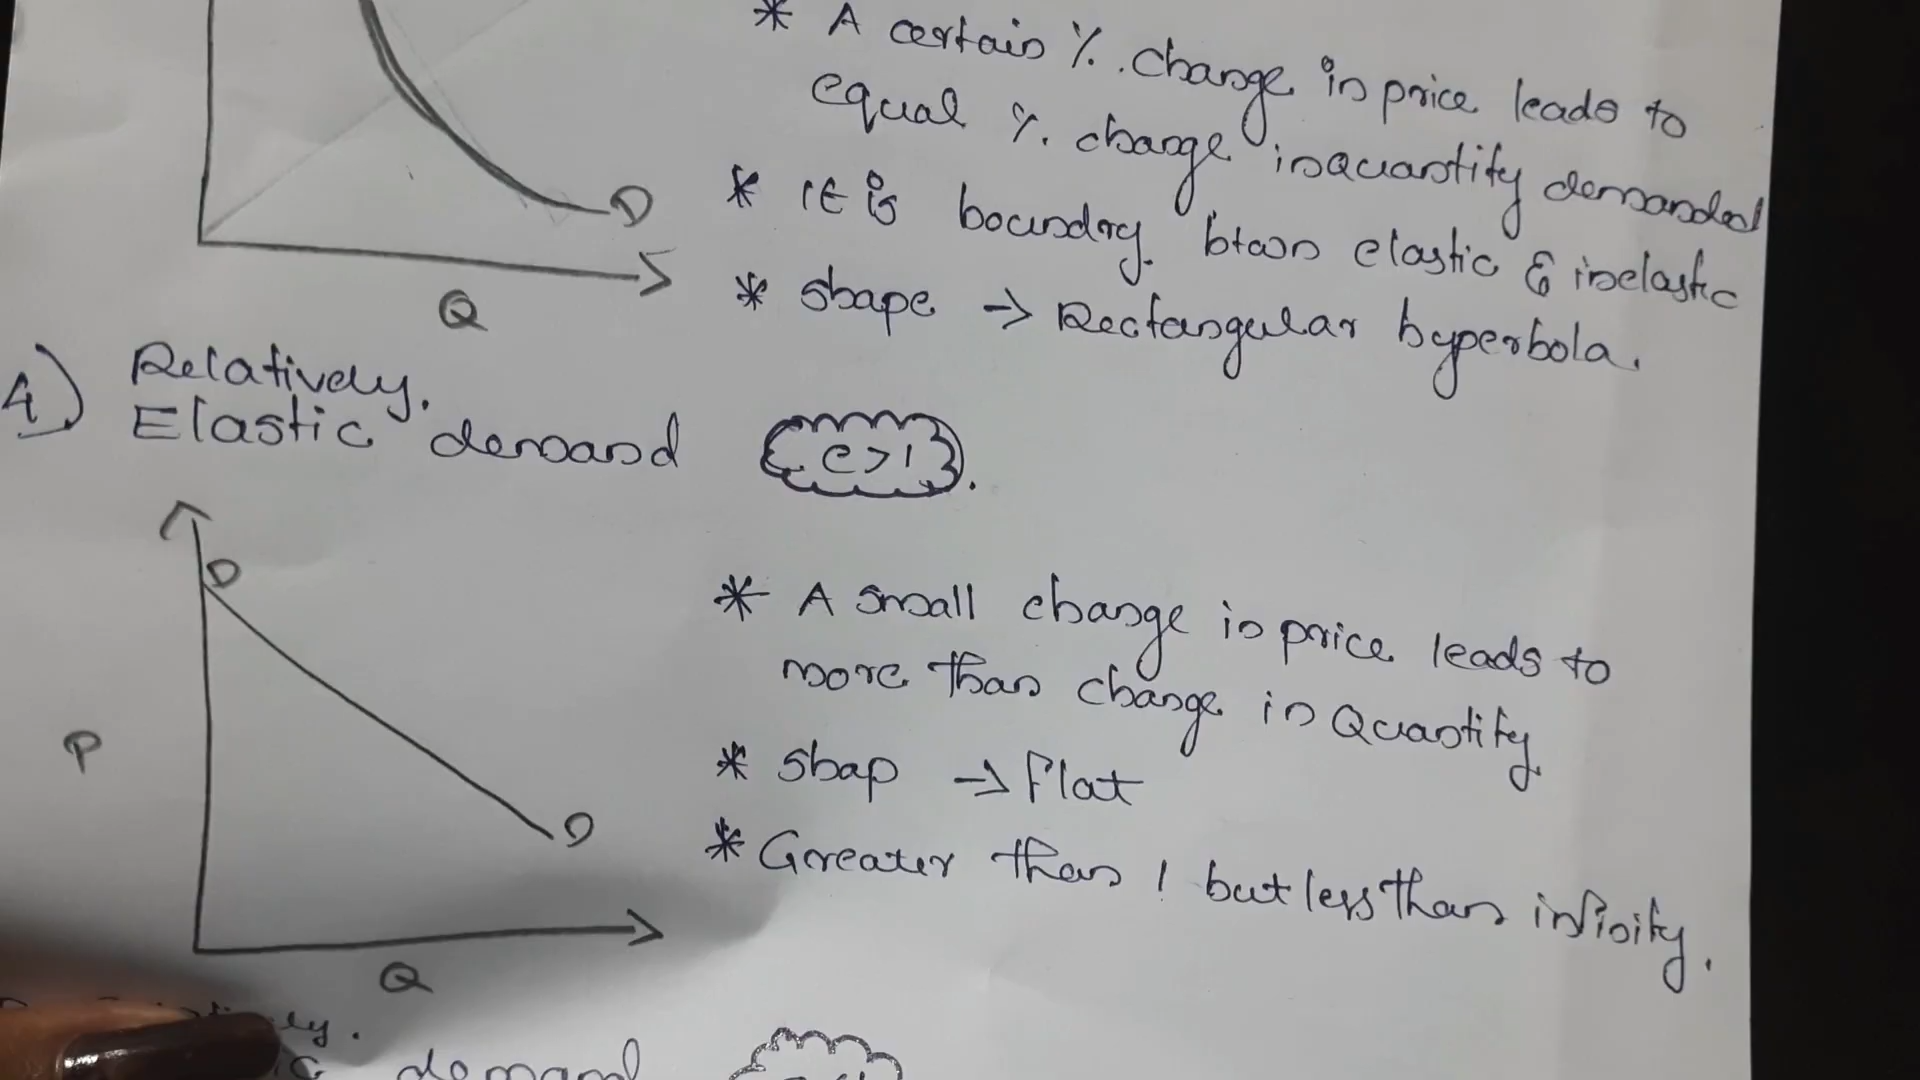 * A certain %. change in price leads to
equal %. change in quantity demanded
* It is boundry btwn elastic & inelastic
* shape → Rectangular hyperbola.
D
Q
4) Relatively.
Elastic demand e>1.
D
P
D
Q
* A small change in price leads to
more than change in Quantity
* shap → Flat
* Greater than 1 but less than infinity.
ly.
demand